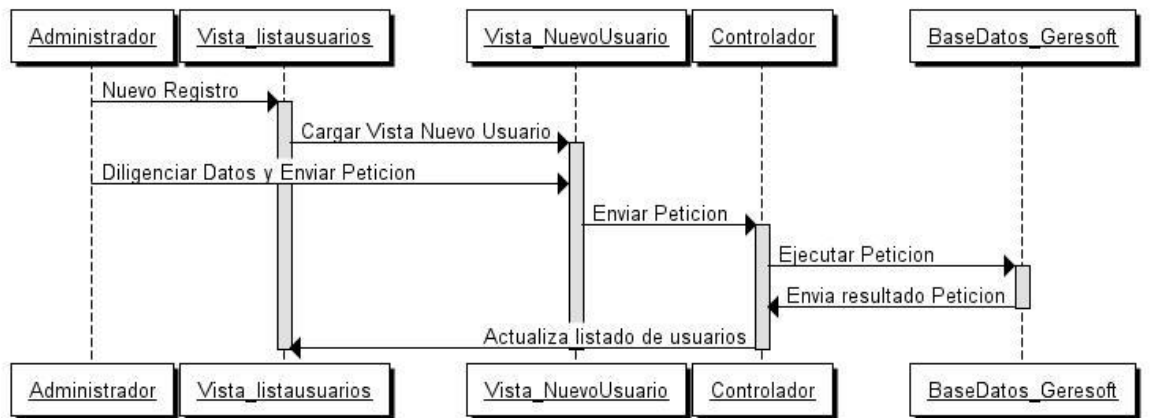 Administrador Vista_listausuarios Vista_NuevoUsuario Controlador BaseDatos_Geresoft
Nuevo Registro
Cargar Vista Nuevo Usuario
Diligenciar Datos y Enviar Peticion
Enviar Peticion
Ejecutar Peticion
Envia resultado Peticion
Actualiza listado de usuarios
Administrador Vista_listausuarios Vista_NuevoUsuario Controlador BaseDatos_Geresoft